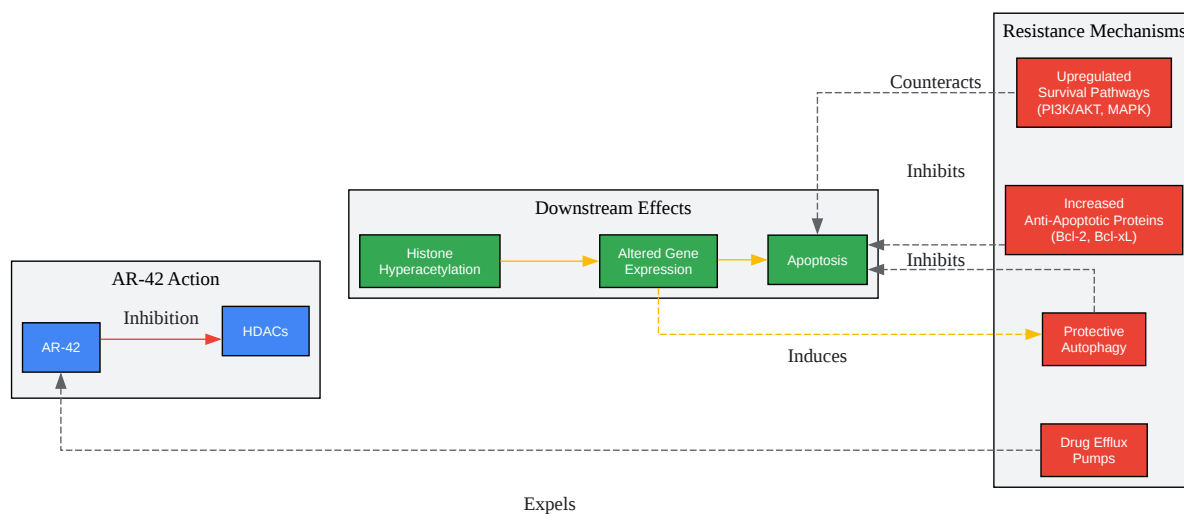 Resistance Mechanisms
Upregulated
Survival Pathways
(PI3K/AKT, MAPK)
Counteracts
Inhibits
Increased
Anti-Apoptotic Proteins
(Bcl-2, Bcl-xL)
Downstream Effects
Histone
Hyperacetylation
Altered Gene
Expression
Apoptosis
Inhibits
AR-42 Action
Inhibition
AR-42
HDACs
Protective
Autophagy
Induces
Drug Efflux
Pumps
Expels